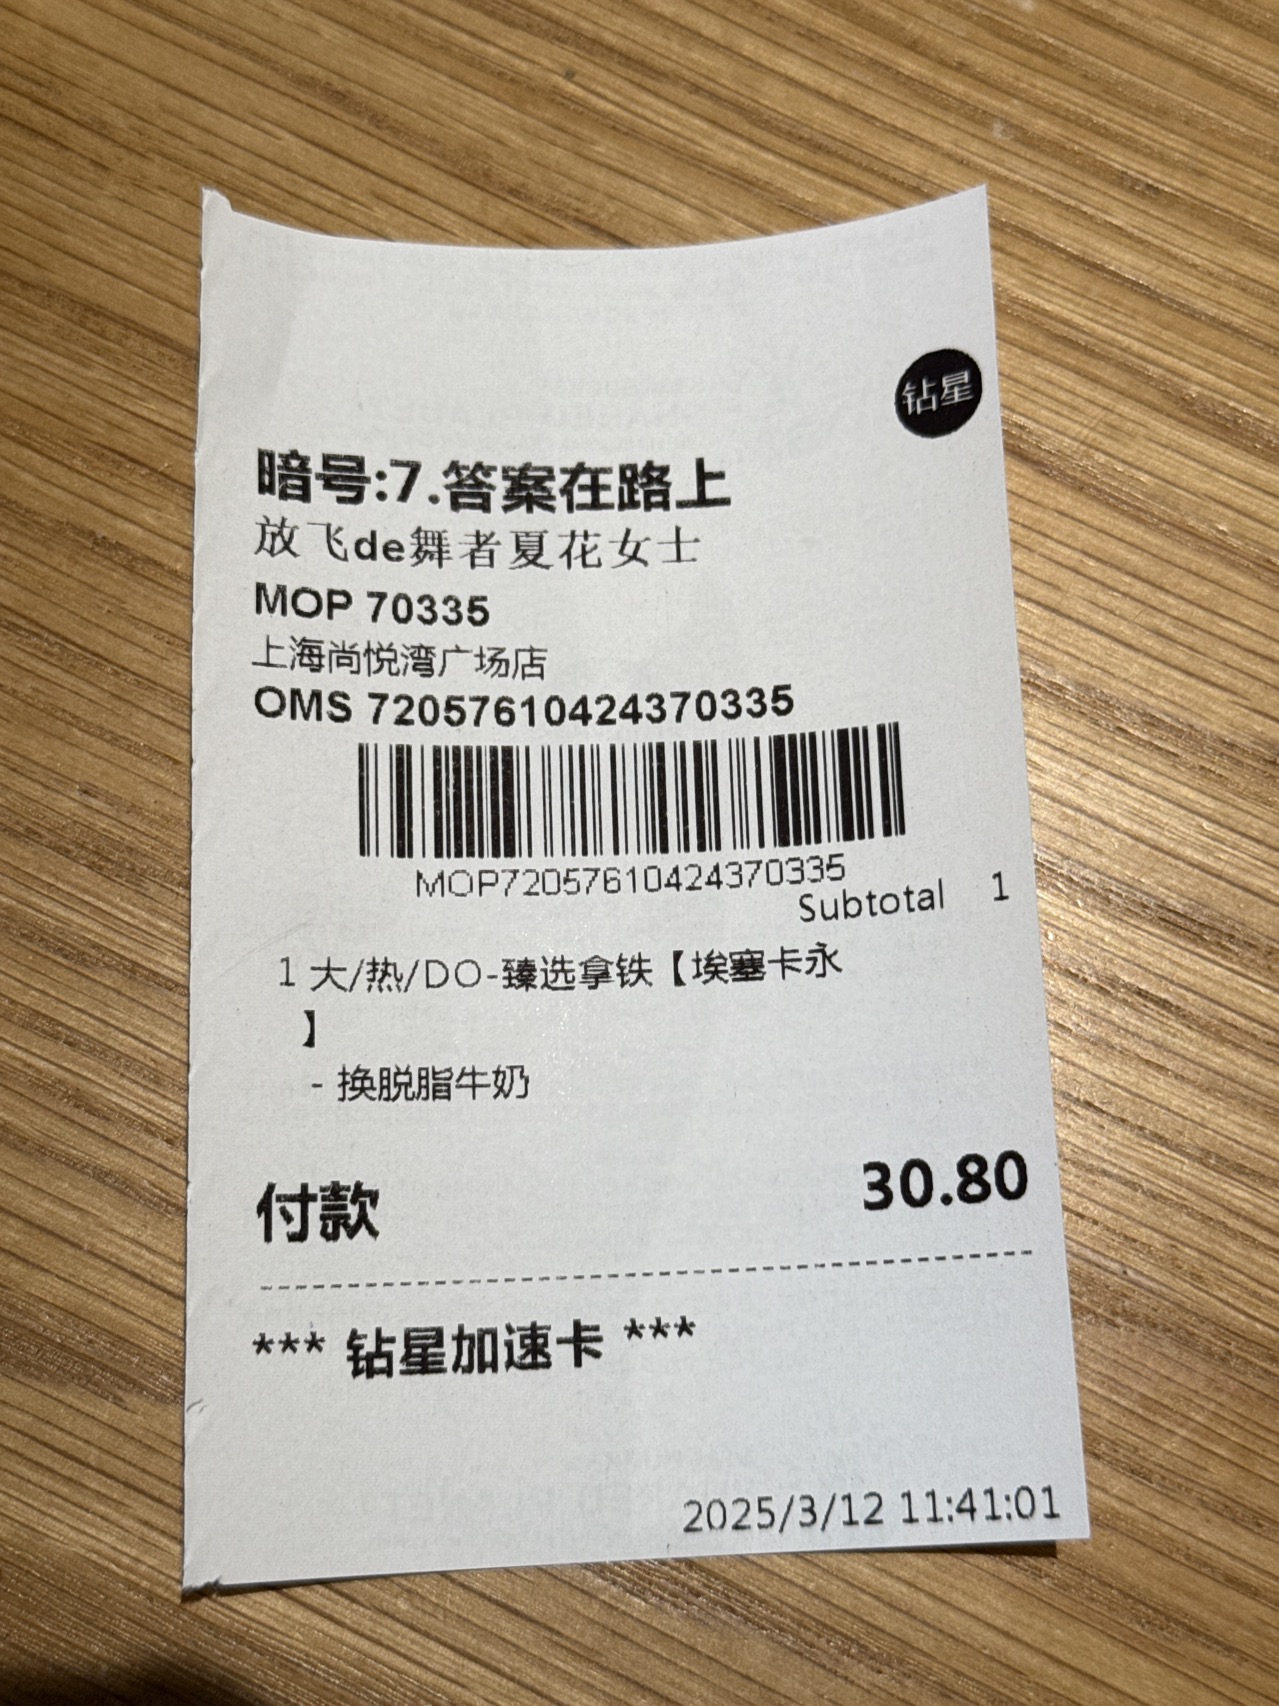 钻星
暗号:7.答案在路上
放飞de舞者夏花女士
MOP 70335
上海尚悦湾广场店
OMS 72057610424370335
MOP72057610424370335
Subtotal 1
1 大/热/DO-臻选拿铁【埃塞卡永
】
- 换脱脂牛奶
付款 30.80
*** 钻星加速卡 ***
2025/3/12 11:41:01